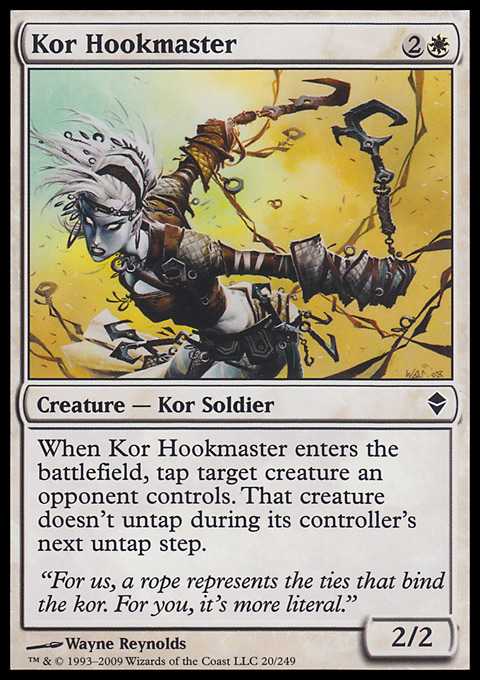 Kor Hookmaster 2
WAR. 08
Creature — Kor Soldier
When Kor Hookmaster enters the
battlefield, tap target creature an
opponent controls. That creature
doesn't untap during its controller's
next untap step.
"For us, a rope represents the ties that bind
the kor. For you, it's more literal."
Wayne Reynolds
2/2
™ & © 1993–2009 Wizards of the Coast LLC 20/249